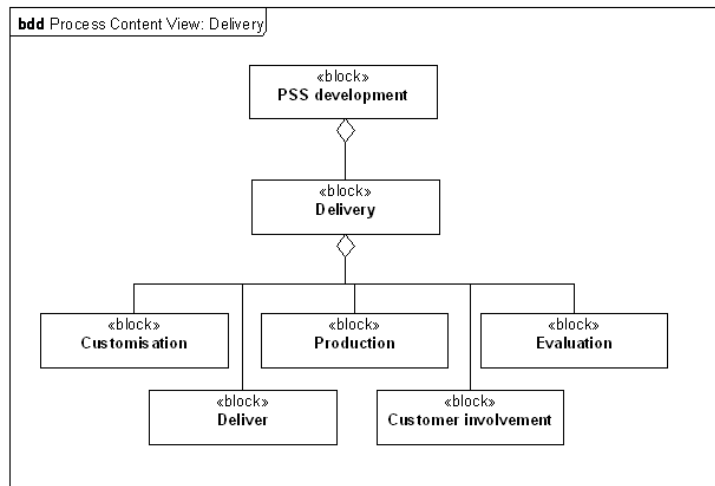 bdd Process Content View: Delivery
«block»
PSS development
«block»
Delivery
«block»
Customisation
«block»
Production
«block»
Evaluation
«block»
Deliver
«block»
Customer involvement